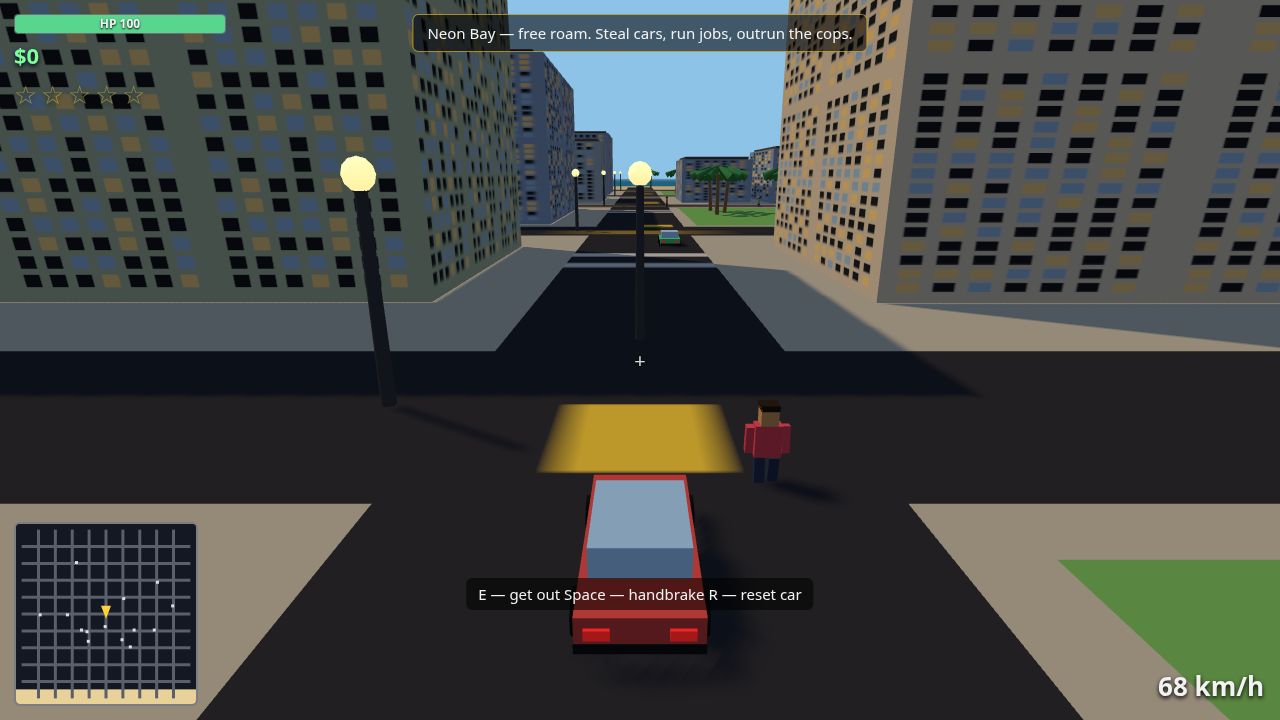 HP 100
Neon Bay — free roam. Steal cars, run jobs, outrun the cops.
$0
E — get out Space — handbrake R — reset car
68 km/h